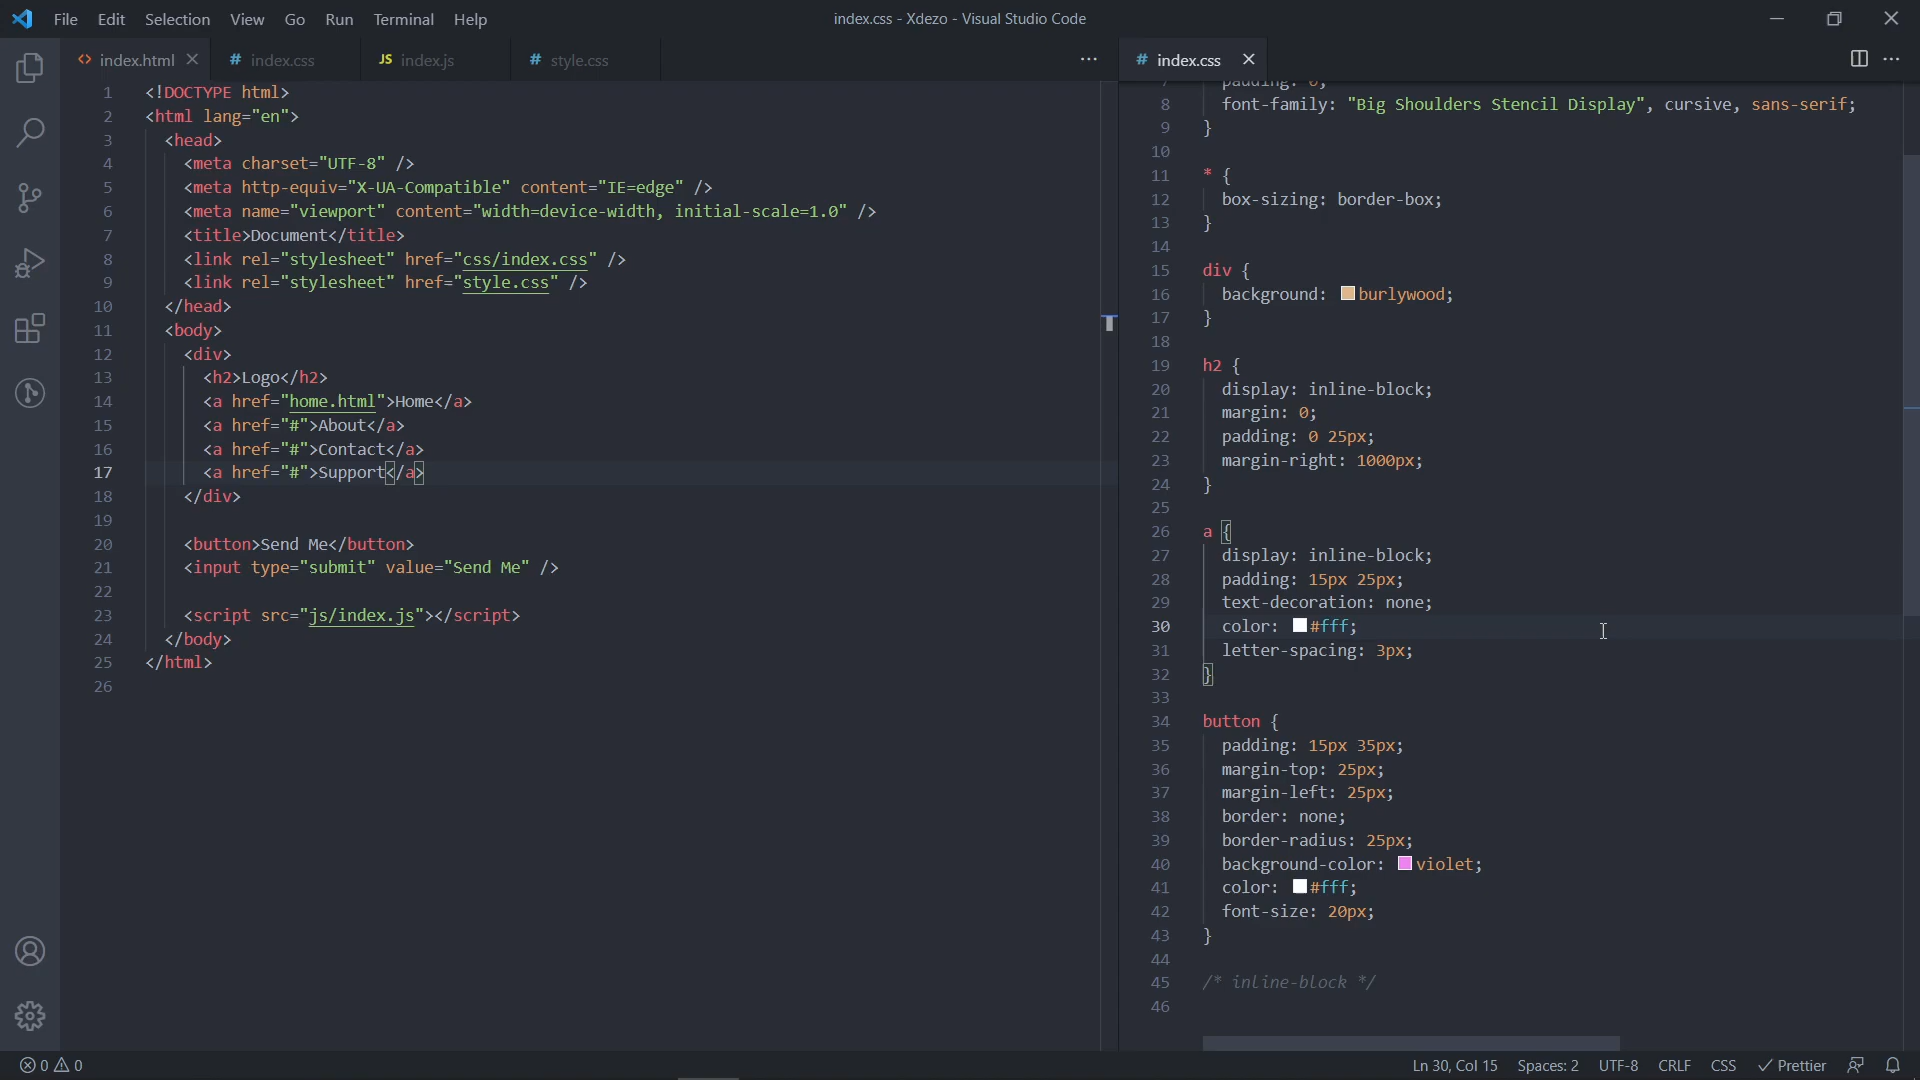 File Edit Selection View Go Run Terminal Help
index.css - Xdezo - Visual Studio Code
<> index.html
# index.css
JS index.js
# style.css
1 <!DOCTYPE html>
2 <html lang="en">
3 <head>
4 <meta charset="UTF-8" />
5 <meta http-equiv="X-UA-Compatible" content="IE=edge" />
6 <meta name="viewport" content="width=device-width, initial-scale=1.0" />
7 <title>Document</title>
8 <link rel="stylesheet" href="css/index.css" />
9 <link rel="stylesheet" href="style.css" />
10 </head>
11 <body>
12 <div>
13 <h2>Logo</h2>
14 <a href="home.html">Home</a>
15 <a href="#">About</a>
16 <a href="#">Contact</a>
17 <a href="#">Support</a>
18 </div>
19
20 <button>Send Me</button>
21 <input type="submit" value="Send Me" />
22
23 <script src="js/index.js"></script>
24 </body>
25 </html>
26
# index.css
7 padding: 0;
8 font-family: "Big Shoulders Stencil Display", cursive, sans-serif;
9 }
10
11 * {
12 box-sizing: border-box;
13 }
14
15 div {
16 background: burlywood;
17 }
18
19 h2 {
20 display: inline-block;
21 margin: 0;
22 padding: 0 25px;
23 margin-right: 1000px;
24 }
25
26 a {
27 display: inline-block;
28 padding: 15px 25px;
29 text-decoration: none;
30 color: #fff;
31 letter-spacing: 3px;
32 }
33
34 button {
35 padding: 15px 35px;
36 margin-top: 25px;
37 margin-left: 25px;
38 border: none;
39 border-radius: 25px;
40 background-color: violet;
41 color: #fff;
42 font-size: 20px;
43 }
44
45 /* inline-block */
46
0 0
Ln 30, Col 15 Spaces: 2 UTF-8 CRLF CSS Prettier